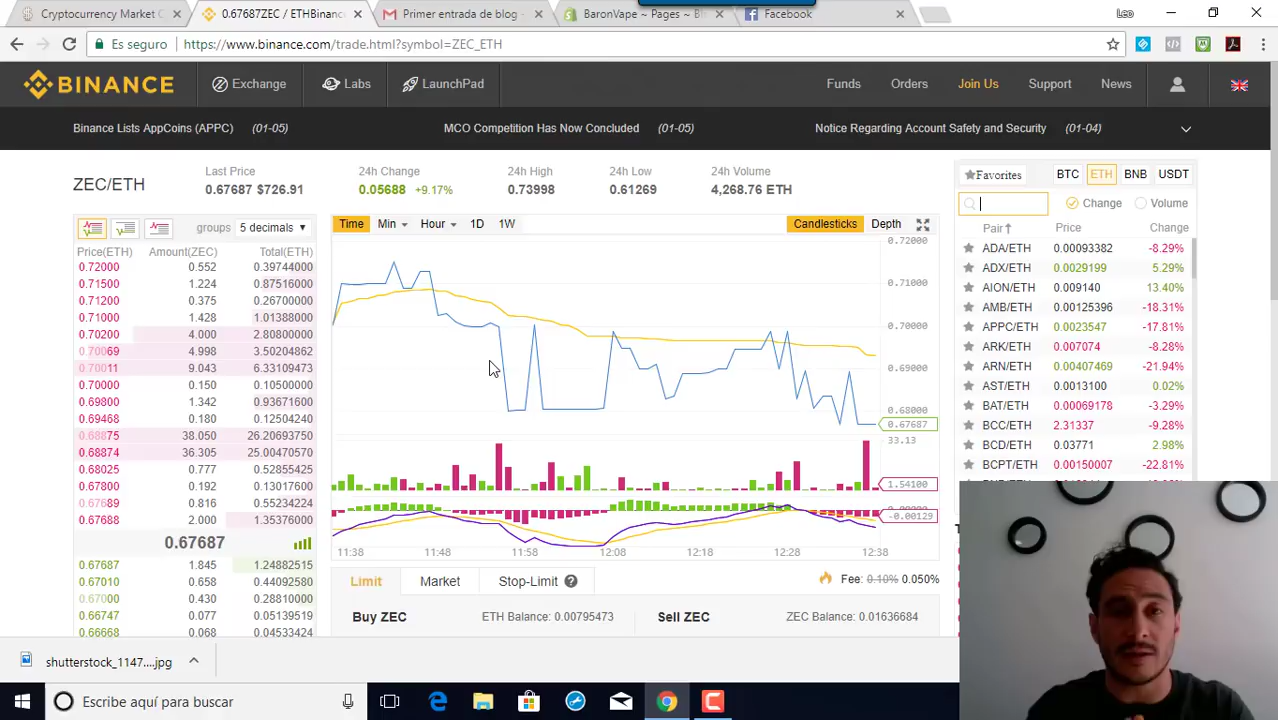 Cryptocurrency Market C
0.67687ZEC / ETHBinanc
Primer entrada de blog -
BaronVape ~ Pages ~ Bl
Facebook
Leo
Es seguro
https://www.binance.com/trade.html?symbol=ZEC_ETH
BINANCE
Exchange
Labs
LaunchPad
Funds
Orders
Join Us
Support
News
Binance Lists AppCoins (APPC) (01-05)
MCO Competition Has Now Concluded (01-05)
Notice Regarding Account Safety and Security (01-04)
ZEC/ETH
Last Price
0.67687 $726.91
24h Change
0.05688 +9.17%
24h High
0.73998
24h Low
0.61269
24h Volume
4,268.76 ETH
groups 5 decimals
Price(ETH) Amount(ZEC) Total(ETH)
0.72000 0.552 0.39744000
0.71500 1.224 0.87516000
0.71200 0.375 0.26700000
0.71000 1.428 1.01388000
0.70200 4.000 2.80800000
0.70069 4.998 3.50204862
0.70011 9.043 6.33109473
0.70000 0.150 0.10500000
0.69800 1.342 0.93671600
0.69468 0.180 0.12504240
0.68875 38.050 26.20693750
0.68874 36.305 25.00470570
0.68025 0.777 0.52855425
0.67800 0.192 0.13017600
0.67689 0.816 0.55234224
0.67688 2.000 1.35376000
0.67687
0.67687 1.845 1.24882515
0.67010 0.658 0.44092580
0.67000 0.430 0.28810000
0.66747 0.077 0.05139519
0.66668 0.068 0.04533424
Time Min Hour 1D 1W
Candlesticks Depth
0.72000
0.71000
0.70000
0.69000
0.68000
0.67687
33.13
1.54100
-0.00129
11:38 11:48 11:58 12:08 12:18 12:28 12:38
Limit Market Stop-Limit ?
Fee: 0.10% 0.050%
Buy ZEC ETH Balance: 0.00795473
Sell ZEC ZEC Balance: 0.01636684
Favorites BTC ETH BNB USDT
Change Volume
Pair Price Change
ADA/ETH 0.00093382 -8.29%
ADX/ETH 0.0029199 5.29%
AION/ETH 0.009140 13.40%
AMB/ETH 0.00125396 -18.31%
APPC/ETH 0.0023547 -17.81%
ARK/ETH 0.007074 -8.28%
ARN/ETH 0.00407469 -21.94%
AST/ETH 0.0013100 0.02%
BAT/ETH 0.00069178 -3.29%
BCC/ETH 2.31337 -9.28%
BCD/ETH 0.03771 2.98%
BCPT/ETH 0.00150007 -22.81%
shutterstock_1147....jpg
Escribe aquí para buscar